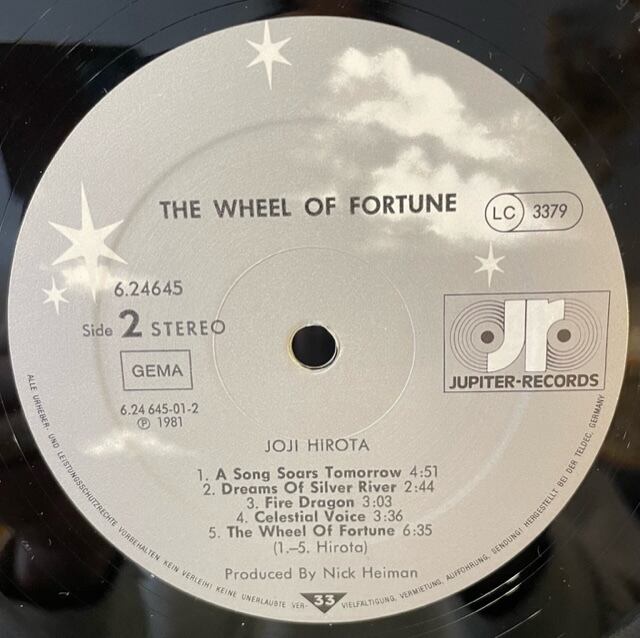 THE WHEEL OF FORTUNE
LC 3379
6.24645
Side 2 STEREO
GEMA
6.24 645-01-2
℗ 1981
jr
JUPITER-RECORDS
JOJI HIROTA
1. A Song Soars Tomorrow 4:51
2. Dreams Of Silver River 2:44
3. Fire Dragon 3:03
4. Celestial Voice 3:36
5. The Wheel Of Fortune 6:35
(1.–5. Hirota)
Produced By Nick Heiman
ALLE URHEBER- UND LEISTUNGSSCHUTZRECHTE VORBEHALTEN KEIN VERLEIH! KEINE UNERLAUBTE VER- 33 VIELFÄLTIGUNG, VERMIETUNG, AUFFÜHRUNG, SENDUNG! HERGESTELLT BEI DER TELDEC, GERMANY